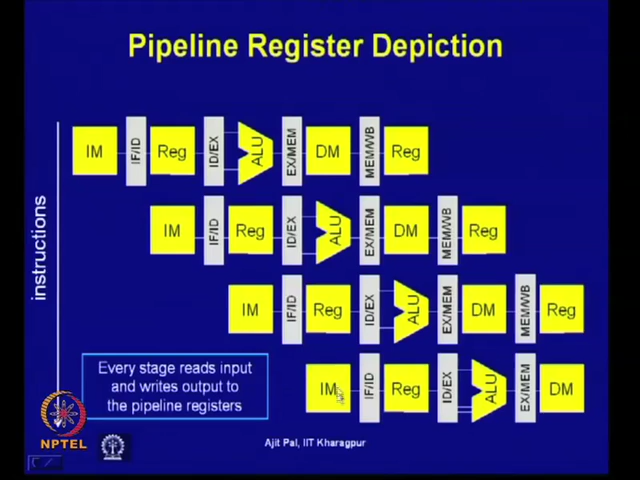 Pipeline Register Depiction
IM IF/ID Reg ID/EX ALU EX/MEM DM MEM/WB Reg
IM IF/ID Reg ID/EX ALU EX/MEM DM MEM/WB Reg
IM IF/ID Reg ID/EX ALU EX/MEM DM MEM/WB Reg
IM IF/ID Reg ID/EX ALU EX/MEM DM
instructions
Every stage reads input
and writes output to
the pipeline registers
NPTEL
Ajit Pal, IIT Kharagpur